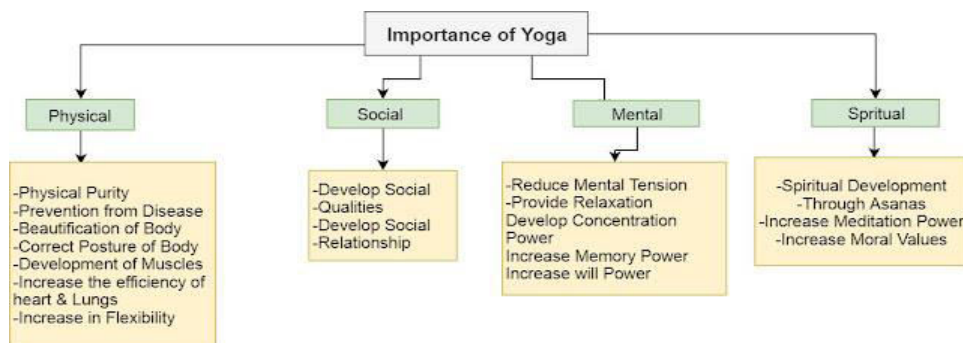 Importance of Yoga
Physical
-Physical Purity
-Prevention from Disease
-Beautification of Body
-Correct Posture of Body
-Development of Muscles
-Increase the efficiency of
heart & Lungs
-Increase in Flexibility
Social
-Develop Social
-Qualities
-Develop Social
-Relationship
Mental
-Reduce Mental Tension
-Provide Relaxation
Develop Concentration
Power
Increase Memory Power
Increase will Power
Spritual
-Spiritual Development
-Through Asanas
-Increase Meditation Power
-Increase Moral Values